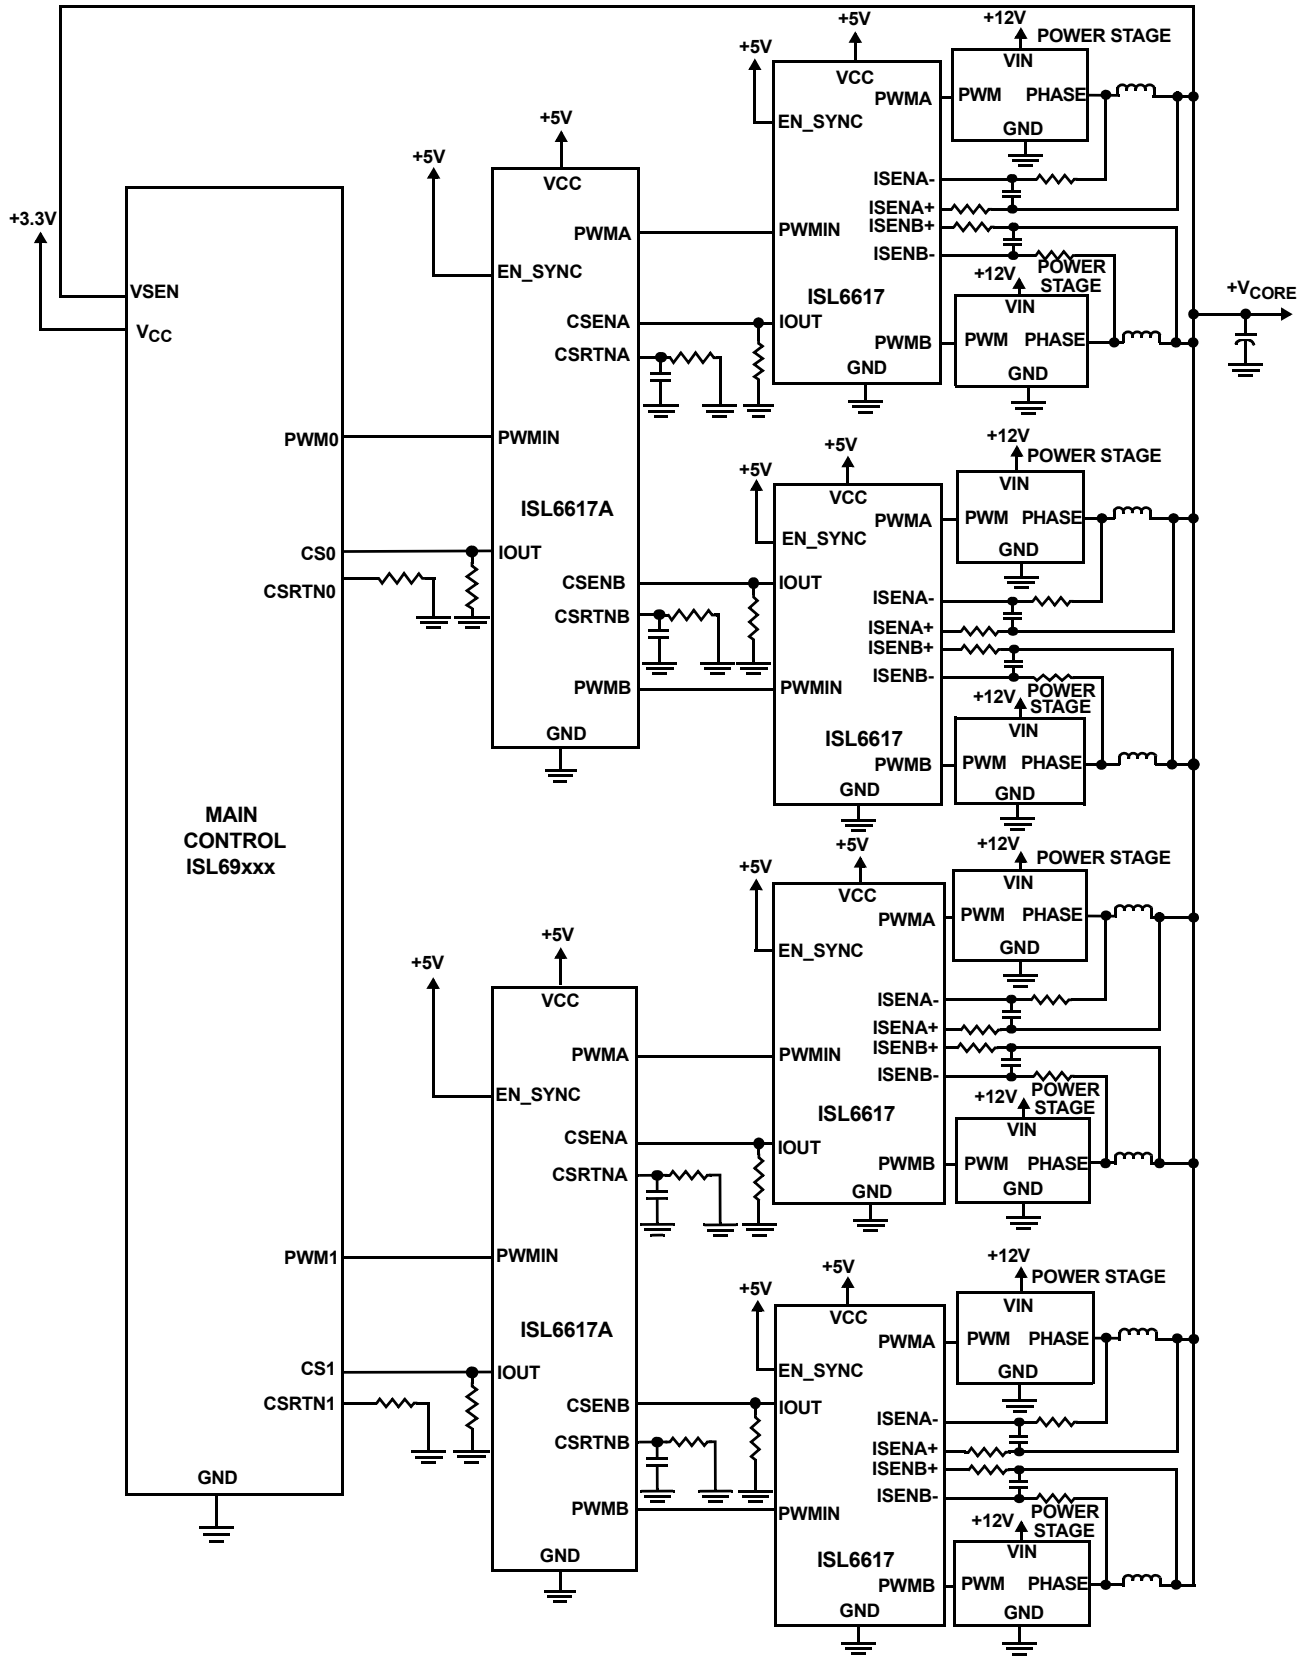 +3.3V
VSEN
VCC
PWM0
CS0
CSRTN0
MAIN
CONTROL
ISL69xxx
PWM1
CS1
CSRTN1
GND
+5V
+5V
VCC
PWMA
EN_SYNC
CSENA
CSRTNA
PWMIN
ISL6617A
IOUT
CSENB
CSRTNB
PWMB
GND
+5V
+5V
VCC
PWMA
EN_SYNC
CSENA
CSRTNA
PWMIN
ISL6617A
IOUT
CSENB
CSRTNB
PWMB
GND
+5V
+5V
VCC
PWMA
EN_SYNC
ISENA-
ISENA+
ISENB+
PWMIN
ISENB-
ISL6617
IOUT
PWMB
GND
+12V
POWER STAGE
VIN
PWM PHASE
GND
+12V
POWER
STAGE
VIN
PWM PHASE
GND
+VCORE
+5V
+5V
VCC
PWMA
EN_SYNC
IOUT
ISENA-
ISENA+
ISENB+
ISENB-
PWMIN
ISL6617
PWMB
GND
+12V
POWER STAGE
VIN
PWM PHASE
GND
+12V
POWER
STAGE
VIN
PWM PHASE
GND
+5V
+5V
VCC
PWMA
EN_SYNC
ISENA-
ISENA+
ISENB+
PWMIN
ISENB-
ISL6617
IOUT
PWMB
GND
+12V
POWER STAGE
VIN
PWM PHASE
GND
+12V
POWER
STAGE
VIN
PWM PHASE
GND
+5V
+5V
VCC
PWMA
EN_SYNC
IOUT
ISENA-
ISENA+
ISENB+
ISENB-
PWMIN
ISL6617
PWMB
GND
+12V
POWER STAGE
VIN
PWM PHASE
GND
+12V
POWER
STAGE
VIN
PWM PHASE
GND